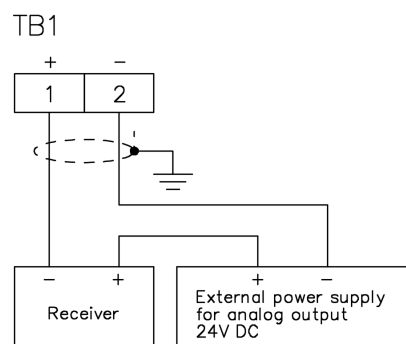 TB1
+ −
1 2
− + + −
Receiver
External power supply
for analog output
24V DC